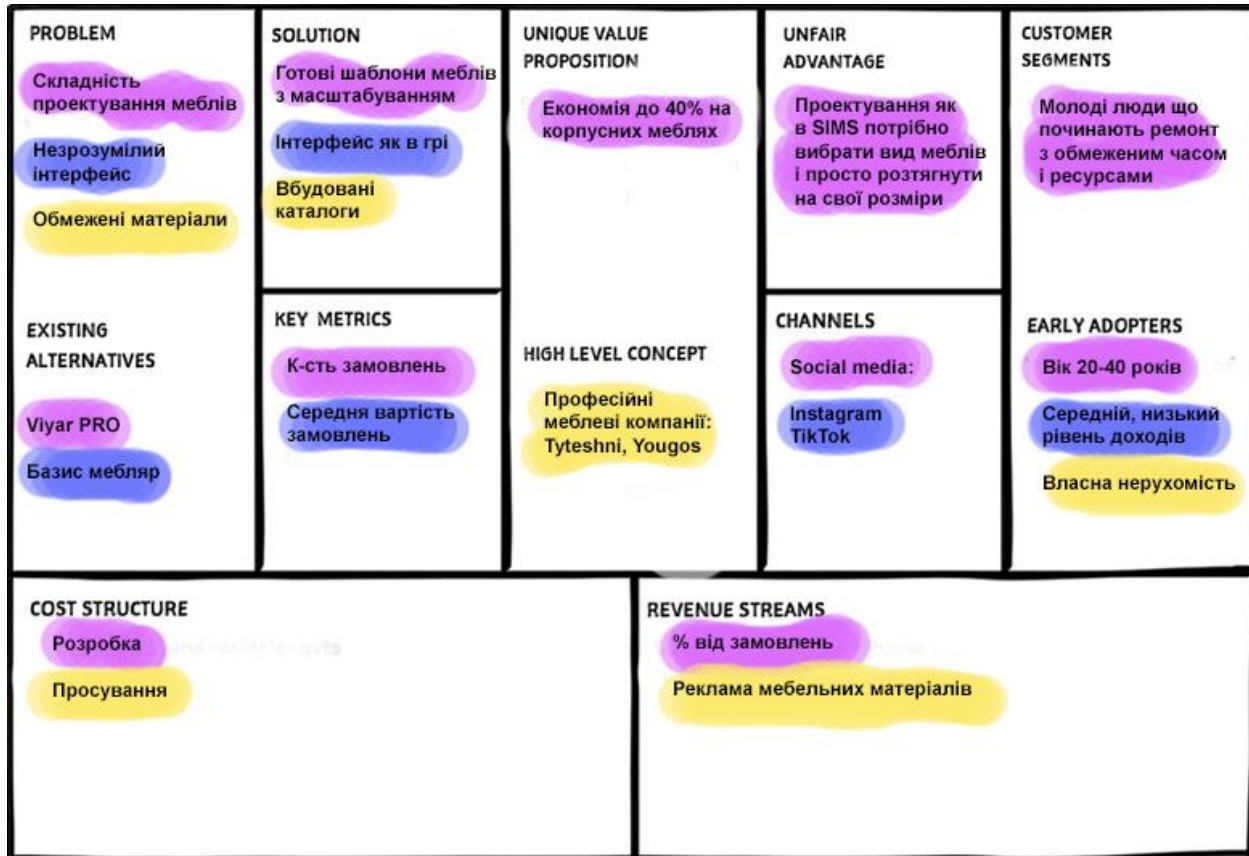 PROBLEM
Складність
проектування меблів
Незрозумілий
інтерфейс
Обмежені матеріали
EXISTING
ALTERNATIVES
Viyar PRO
Базис мебляр
SOLUTION
Готові шаблони меблів
з масштабуванням
Інтерфейс як в грі
Вбудовані
каталоги
KEY METRICS
К-сть замовлень
Середня вартість
замовлень
UNIQUE VALUE
PROPOSITION
Економія до 40% на
корпусних меблях
HIGH LEVEL CONCEPT
Професійні
меблеві компанії:
Tyteshni, Yougos
UNFAIR
ADVANTAGE
Проектування як
в SIMS потрібно
вибрати вид меблів
і просто розтягнути
на свої розміри
CHANNELS
Social media:
Instagram
TikTok
CUSTOMER
SEGMENTS
Молоді люди що
починають ремонт
з обмеженим часом
і ресурсами
EARLY ADOPTERS
Вік 20-40 років
Середній, низький
рівень доходів
Власна нерухомість
COST STRUCTURE
Розробка
Просування
REVENUE STREAMS
% від замовлень
Реклама мебельних матеріалів